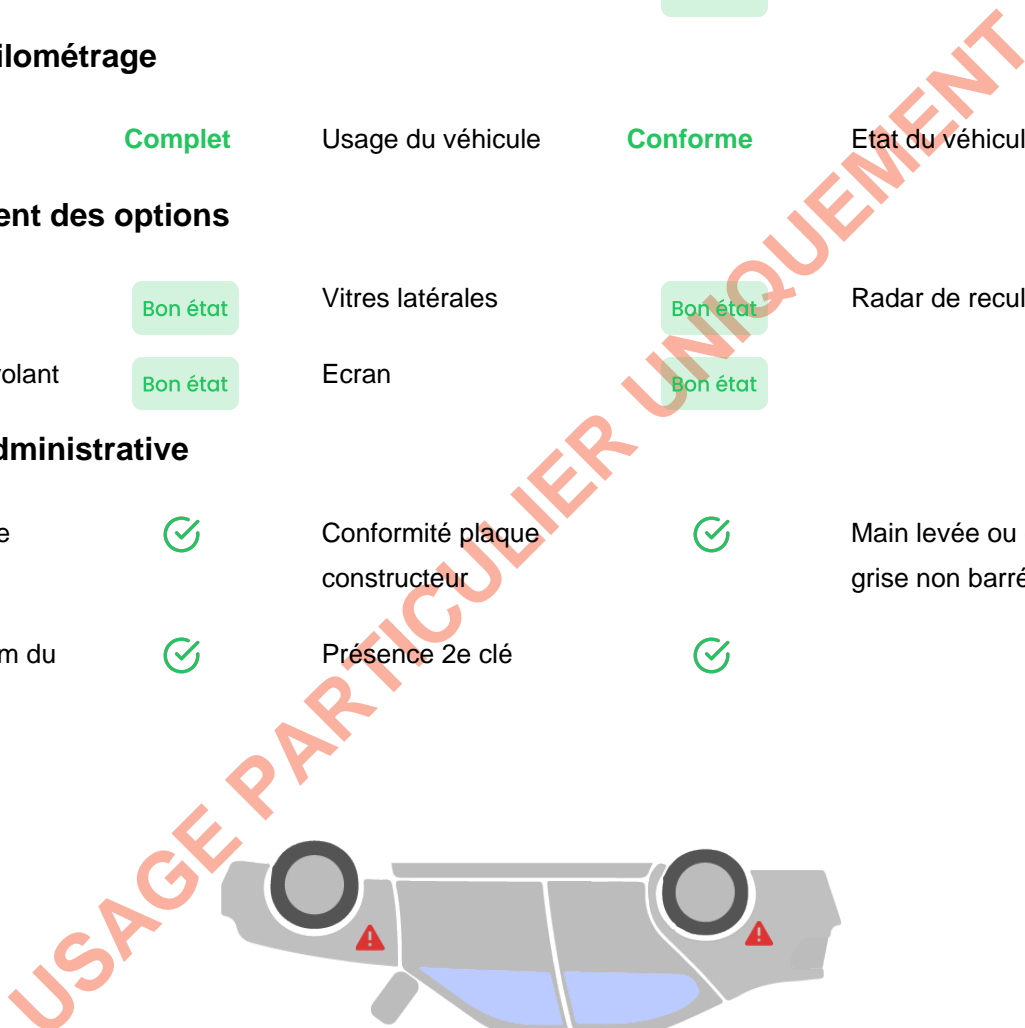 ilométrage
Complet Usage du véhicule Conforme Etat du véhicul
ent des options
Bon état Vitres latérales Bon état Radar de recul
olant Bon état Ecran Bon état
dministrative
e Conformité plaque Main levée ou
constructeur grise non barré
m du Présence 2e clé
USAGE PARTICULIER UNIQUEMENT